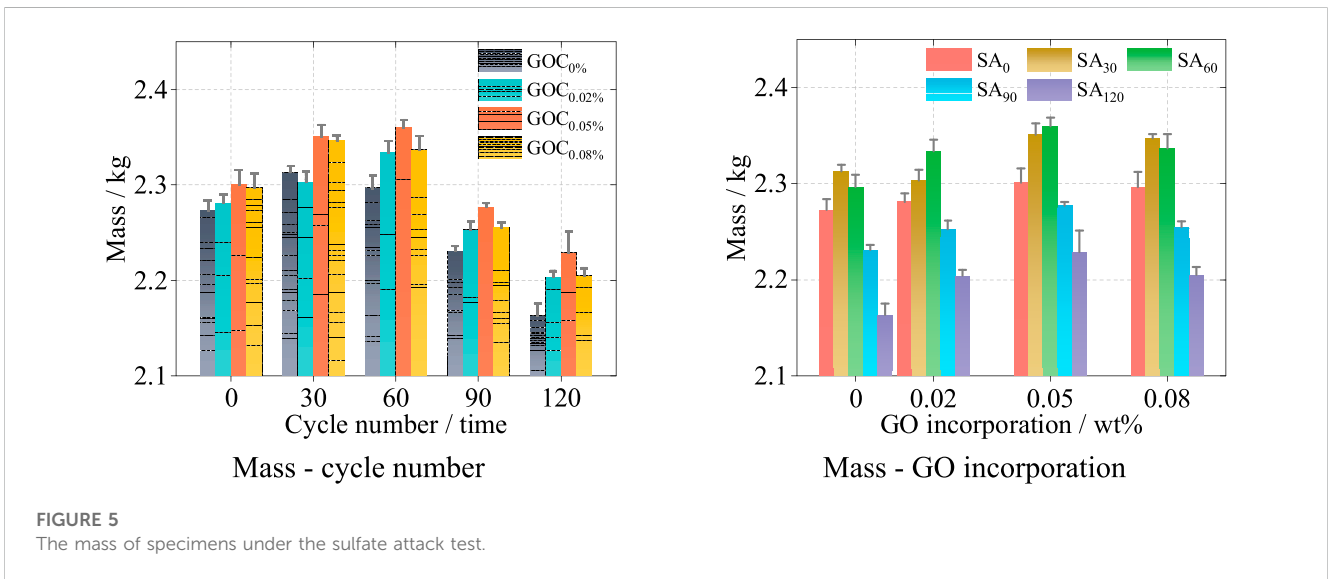 2.4
2.3
2.2
2.1
Mass / kg
GOC0%
GOC0.02%
GOC0.05%
GOC0.08%
0 30 60 90 120
Cycle number / time
Mass - cycle number
2.4
2.3
2.2
2.1
Mass / kg
SA0 SA30 SA60
SA90 SA120
0 0.02 0.05 0.08
GO incorporation / wt%
Mass - GO incorporation
FIGURE 5
The mass of specimens under the sulfate attack test.